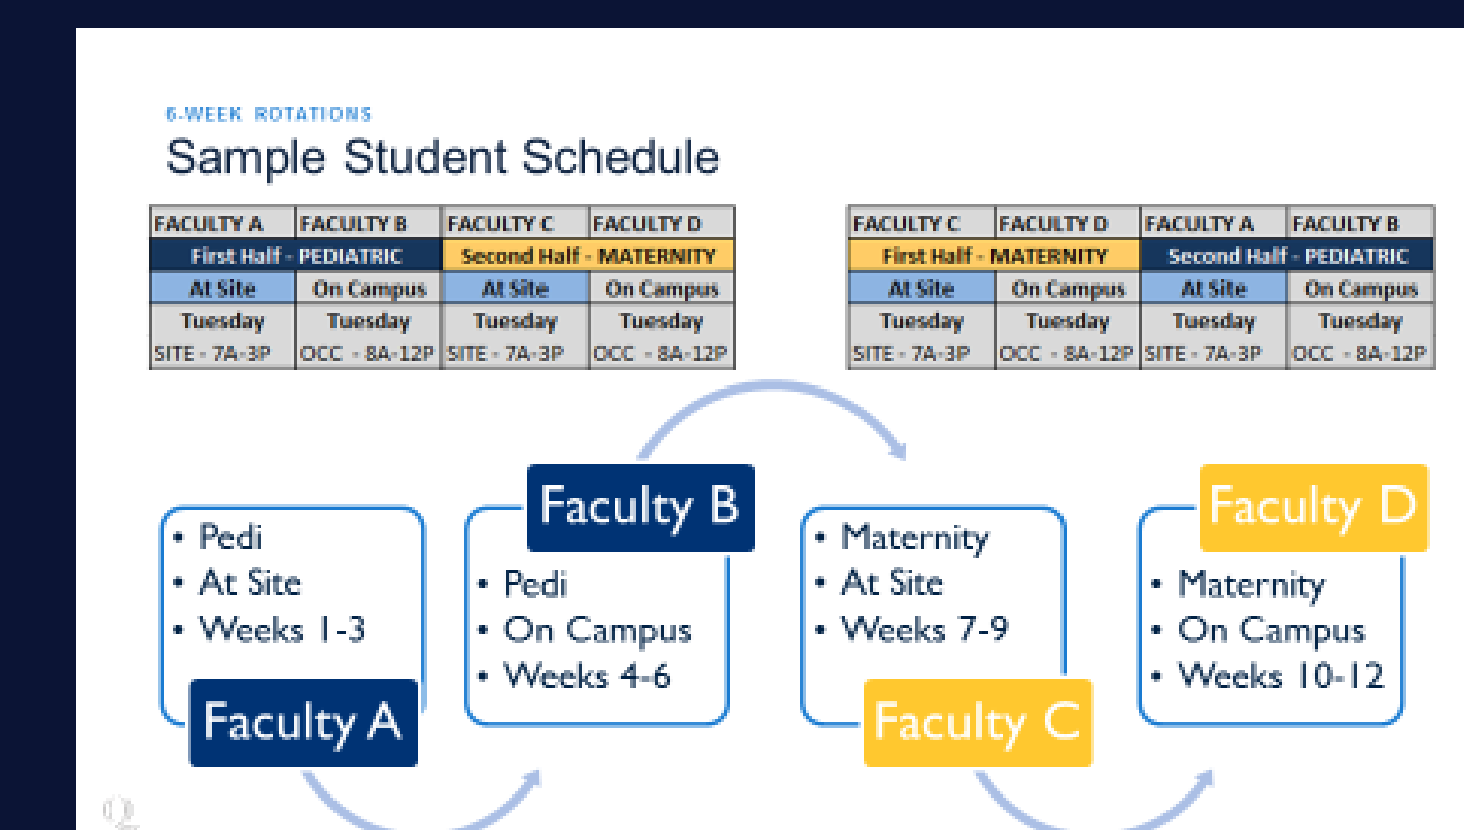 6-WEEK ROTATIONS
Sample Student Schedule
FACULTY A FACULTY B FACULTY C FACULTY D
First Half - PEDIATRIC Second Half - MATERNITY
At Site On Campus At Site On Campus
Tuesday Tuesday Tuesday Tuesday
SITE - 7A-3P OCC - 8A-12P SITE - 7A-3P OCC - 8A-12P
FACULTY C FACULTY D FACULTY A FACULTY B
First Half - MATERNITY Second Half - PEDIATRIC
At Site On Campus At Site On Campus
Tuesday Tuesday Tuesday Tuesday
SITE - 7A-3P OCC - 8A-12P SITE - 7A-3P OCC - 8A-12P
• Pedi
• At Site
• Weeks 1-3
Faculty A
Faculty B
• Pedi
• On Campus
• Weeks 4-6
• Maternity
• At Site
• Weeks 7-9
Faculty C
Faculty D
• Maternity
• On Campus
• Weeks 10-12
Q